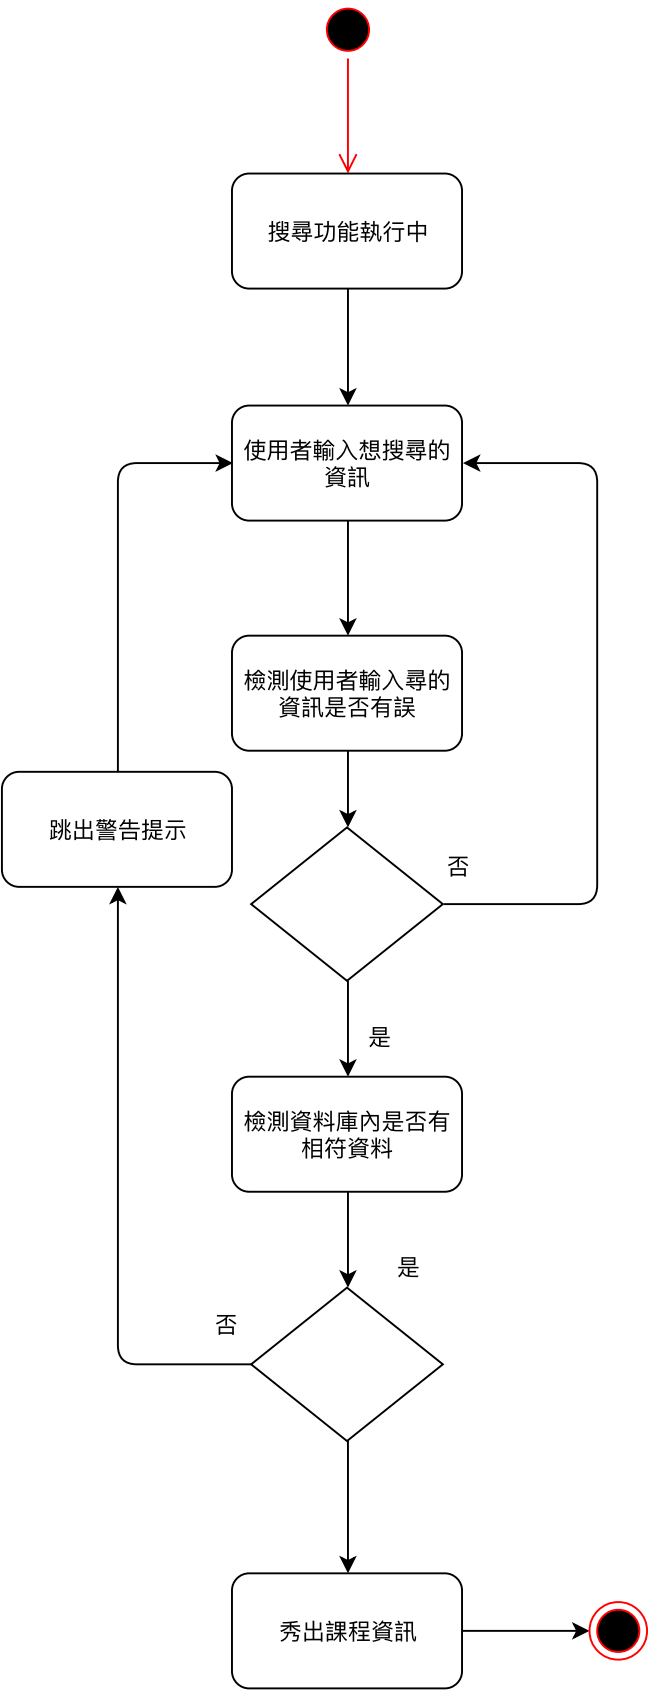 搜尋功能執行中
使用者輸入想搜尋的
資訊
檢測使用者輸入尋的
資訊是否有誤
跳出警告提示
否
是
檢測資料庫內是否有
相符資料
是
否
秀出課程資訊